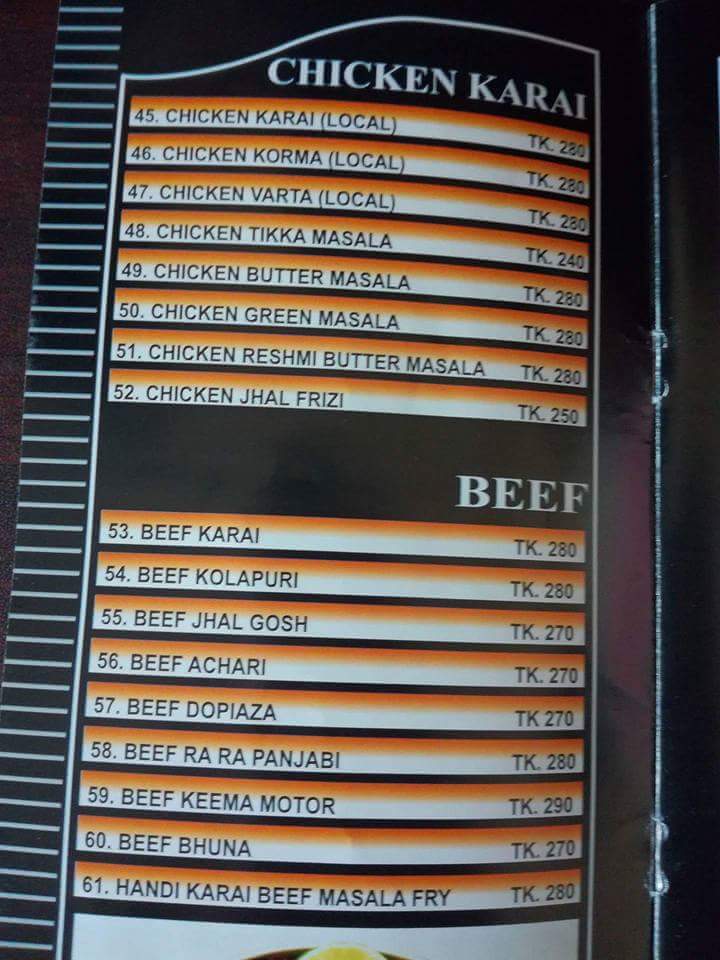 CHICKEN KARAI
45. CHICKEN KARAI (LOCAL) TK. 280
46. CHICKEN KORMA (LOCAL) TK. 280
47. CHICKEN VARTA (LOCAL) TK. 280
48. CHICKEN TIKKA MASALA TK. 240
49. CHICKEN BUTTER MASALA TK. 280
50. CHICKEN GREEN MASALA TK. 280
51. CHICKEN RESHMI BUTTER MASALA TK. 280
52. CHICKEN JHAL FRIZI TK. 250
BEEF
53. BEEF KARAI TK. 280
54. BEEF KOLAPURI TK. 280
55. BEEF JHAL GOSH TK. 270
56. BEEF ACHARI TK. 270
57. BEEF DOPIAZA TK 270
58. BEEF RA RA PANJABI TK. 280
59. BEEF KEEMA MOTOR TK. 290
60. BEEF BHUNA TK. 270
61. HANDI KARAI BEEF MASALA FRY TK. 280